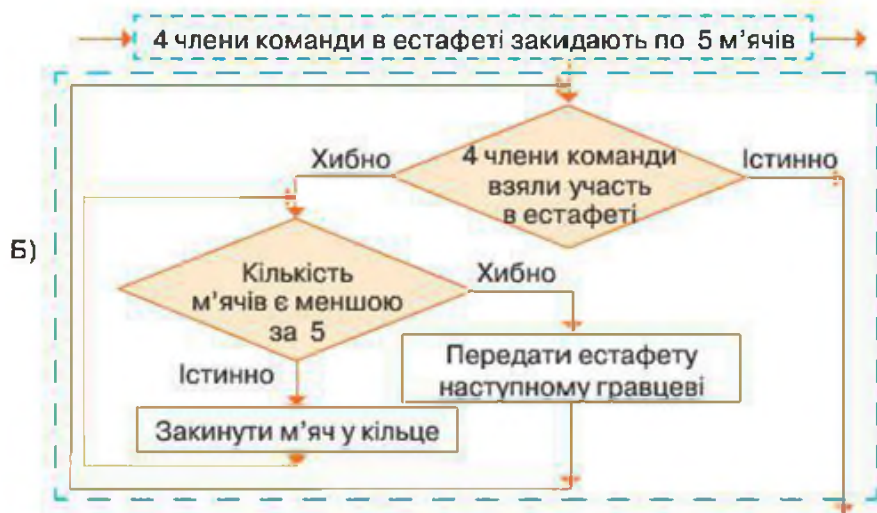 4 члени команди в естафеті закидають по 5 м’ячів
Хибно
4 члени команди
взяли участь
в естафеті
Істинно
Б)
Кількість
м’ячів є меншою
за 5
Хибно
Передати естафету
наступному гравцеві
Істинно
Закинути м’яч у кільце